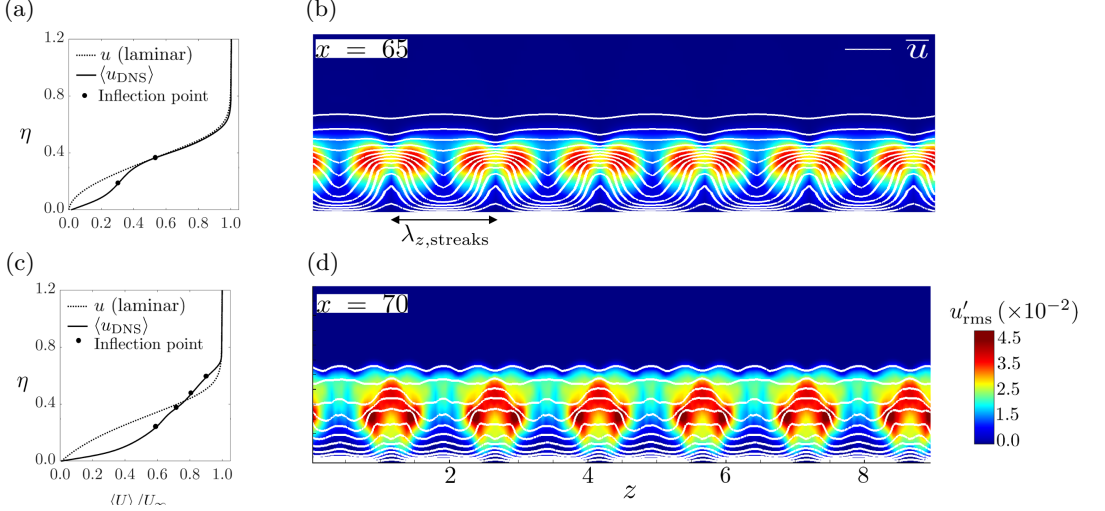 (a)
1.2
0.8
η
0.4
0.0
u (laminar)
⟨u_DNS⟩
Inflection point
0.0 0.2 0.4 0.6 0.8 1.0
(b)
x = 65
u̅
λ_z,streaks
(c)
1.2
0.8
η
0.4
0.0
u (laminar)
⟨u_DNS⟩
Inflection point
0.0 0.2 0.4 0.6 0.8 1.0
⟨U⟩/U_∞
(d)
x = 70
2 4 6 8
z
u′_rms (×10⁻²)
4.5
3.5
2.5
1.5
0.0